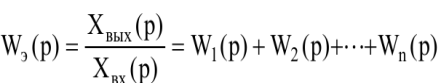 Wэ(p) = Xвых(p) / Xвх(p) = W1(p) + W2(p)+⋯+Wn(p)